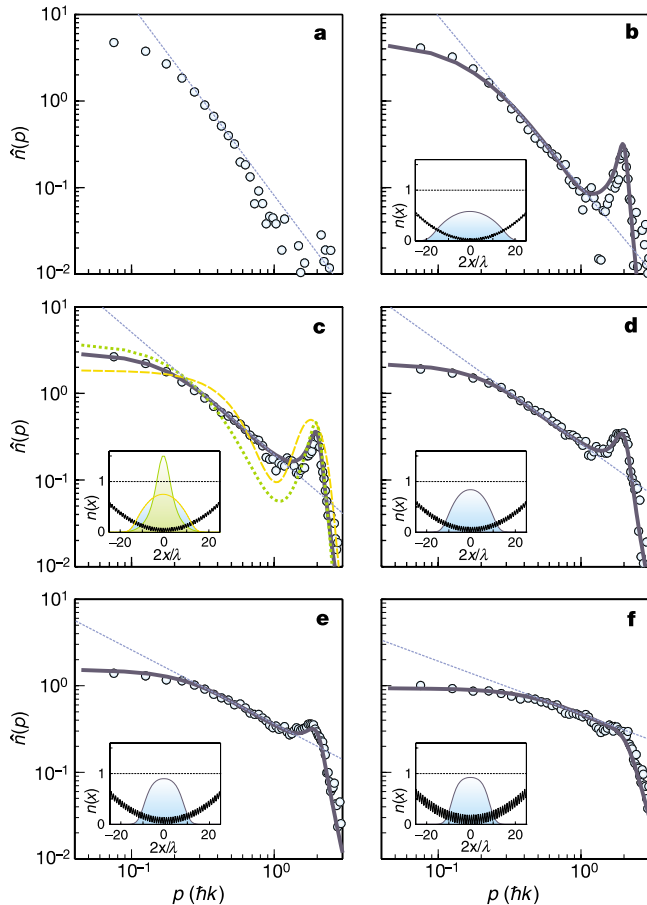 a
10¹
10⁰
10⁻¹
10⁻²
n̂(p)
b
n(x)
1
0
−20 0 20
2x/λ
c
10¹
10⁰
10⁻¹
10⁻²
n̂(p)
n(x)
1
0
−20 0 20
2x/λ
d
n(x)
1
0
−20 0 20
2x/λ
e
10¹
10⁰
10⁻¹
10⁻²
n̂(p)
n(x)
1
0
−20 0 20
2x/λ
10⁻¹ 10⁰
p (ℏk)
f
n(x)
1
0
−20 0 20
2x/λ
10⁻¹ 10⁰
p (ℏk)